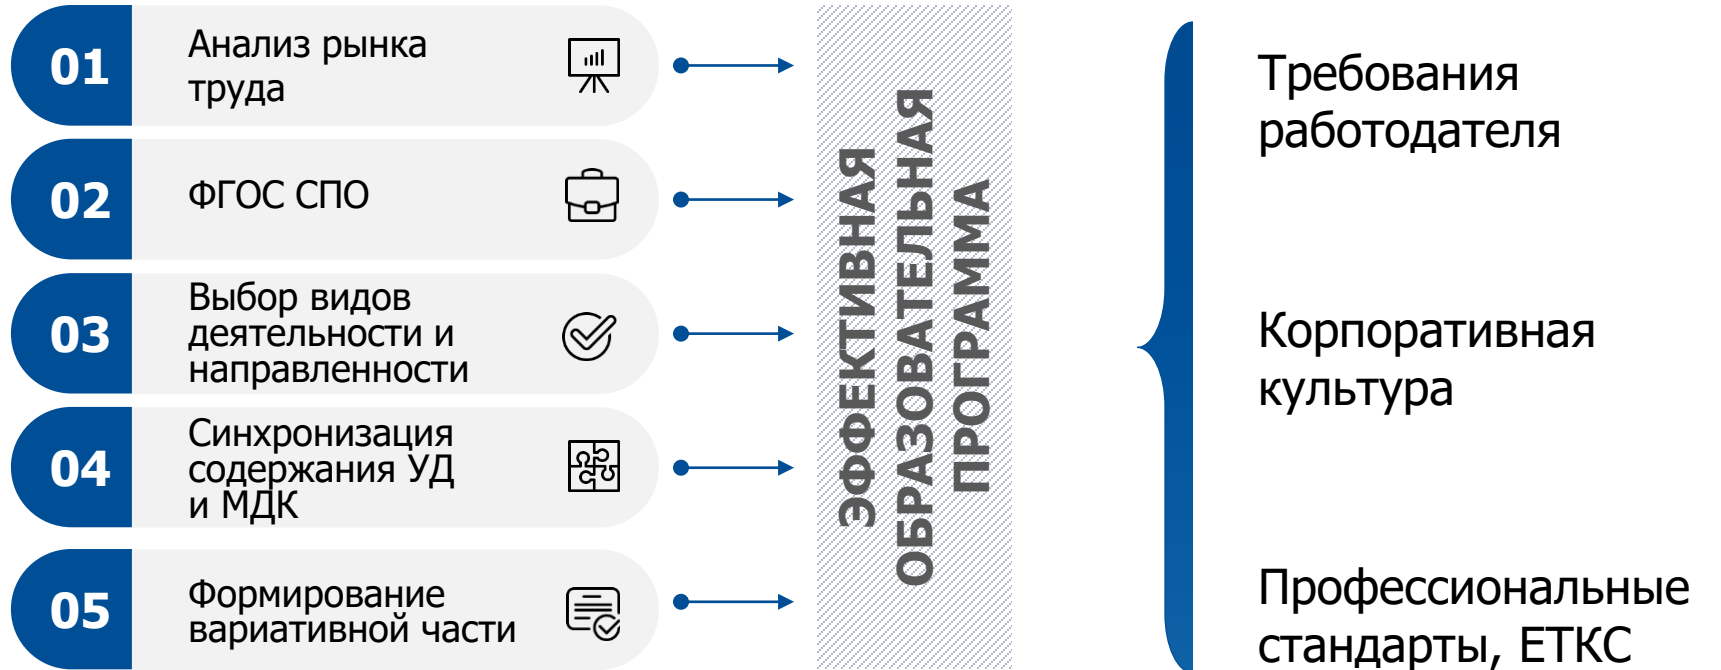 01
Анализ рынка
труда
02
ФГОС СПО
03
Выбор видов
деятельности и
направленности
04
Синхронизация
содержания УД
и МДК
05
Формирование
вариативной части
ЭФФЕКТИВНАЯ
ОБРАЗОВАТЕЛЬНАЯ
ПРОГРАММА
Требования
работодателя
Корпоративная
культура
Профессиональные
стандарты, ЕТКС